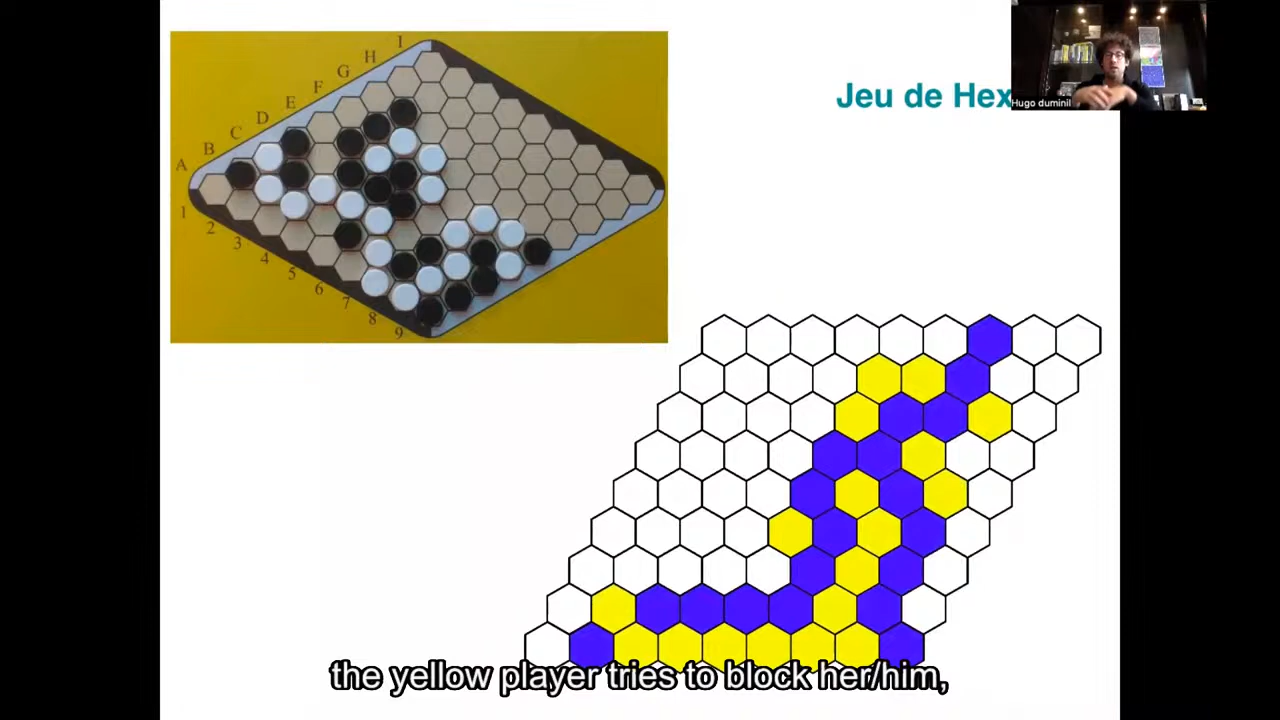 I
H
G
F
E
D
C
B
A
1
2
3
4
5
6
7
8
9
Jeu de Hex
Hugo duminil
the yellow player tries to block her/him,